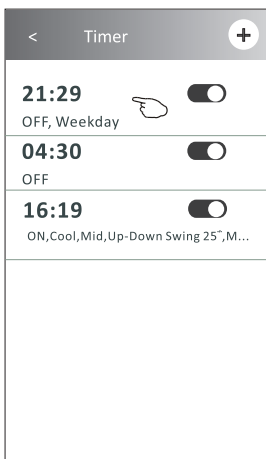 < Timer +
21:29
OFF, Weekday
04:30
OFF
16:19
ON,Cool,Mid,Up-Down Swing 25°,M...